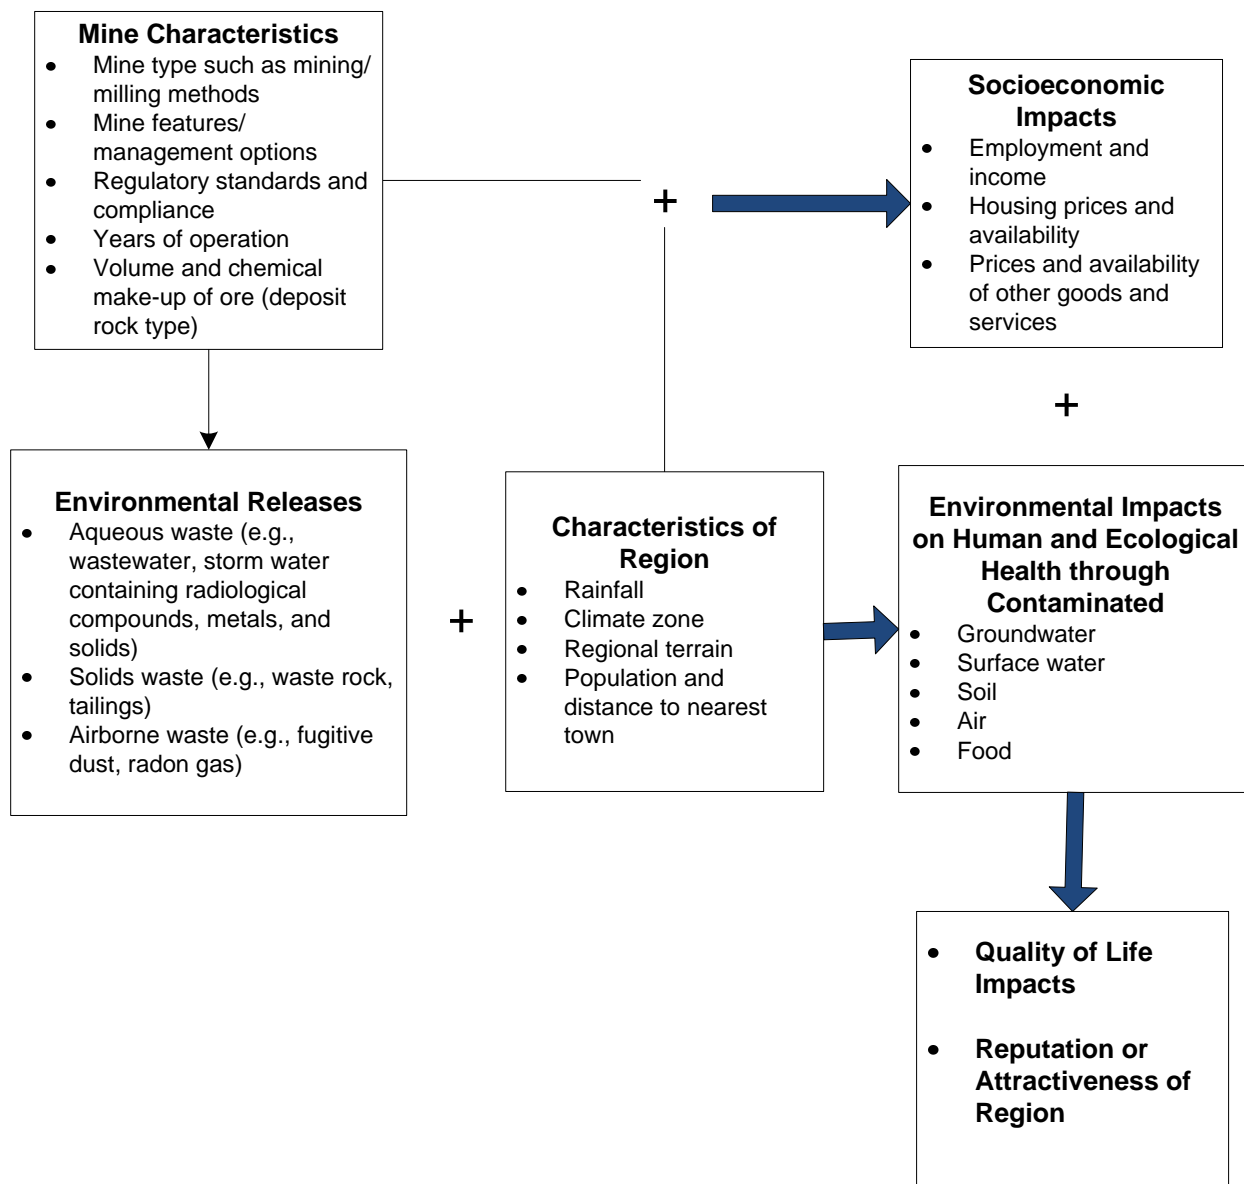 Mine Characteristics
• Mine type such as mining/
milling methods
• Mine features/
management options
• Regulatory standards and
compliance
• Years of operation
• Volume and chemical
make-up of ore (deposit
rock type)
+
Socioeconomic
Impacts
• Employment and
income
• Housing prices and
availability
• Prices and availability
of other goods and
services
+
Environmental Releases
• Aqueous waste (e.g.,
wastewater, storm water
containing radiological
compounds, metals, and
solids)
• Solids waste (e.g., waste rock,
tailings)
• Airborne waste (e.g., fugitive
dust, radon gas)
+
Characteristics of
Region
• Rainfall
• Climate zone
• Regional terrain
• Population and
distance to nearest
town
Environmental Impacts
on Human and Ecological
Health through
Contaminated
• Groundwater
• Surface water
• Soil
• Air
• Food
• Quality of Life
Impacts
• Reputation or
Attractiveness of
Region